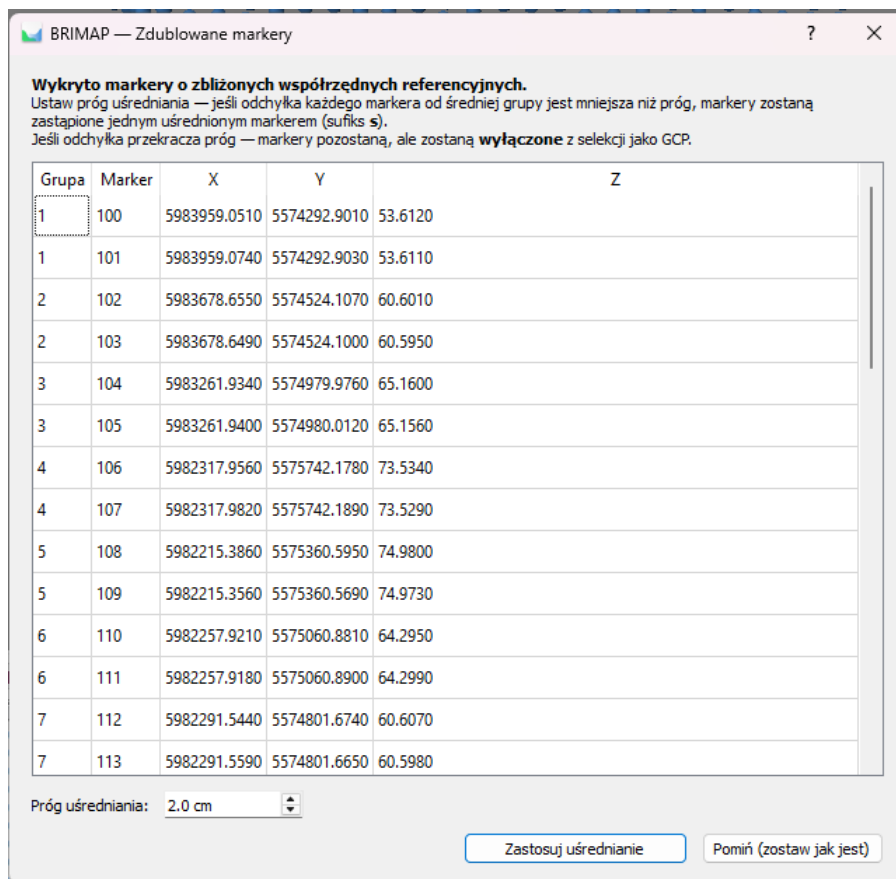 BRIMAP — Zdublowane markery
?
Wykryto markery o zbliżonych współrzędnych referencyjnych.
Ustaw próg uśredniania — jeśli odchyłka każdego markera od średniej grupy jest mniejsza niż próg, markery zostaną
zastąpione jednym uśrednionym markerem (sufiks s).
Jeśli odchyłka przekracza próg — markery pozostaną, ale zostaną wyłączone z selekcji jako GCP.
Grupa Marker X Y Z
1 100 5983959.0510 5574292.9010 53.6120
1 101 5983959.0740 5574292.9030 53.6110
2 102 5983678.6550 5574524.1070 60.6010
2 103 5983678.6490 5574524.1000 60.5950
3 104 5983261.9340 5574979.9760 65.1600
3 105 5983261.9400 5574980.0120 65.1560
4 106 5982317.9560 5575742.1780 73.5340
4 107 5982317.9820 5575742.1890 73.5290
5 108 5982215.3860 5575360.5950 74.9800
5 109 5982215.3560 5575360.5690 74.9730
6 110 5982257.9210 5575060.8810 64.2950
6 111 5982257.9180 5575060.8900 64.2990
7 112 5982291.5440 5574801.6740 60.6070
7 113 5982291.5590 5574801.6650 60.5980
Próg uśredniania: 2.0 cm
Zastosuj uśrednianie Pomiń (zostaw jak jest)